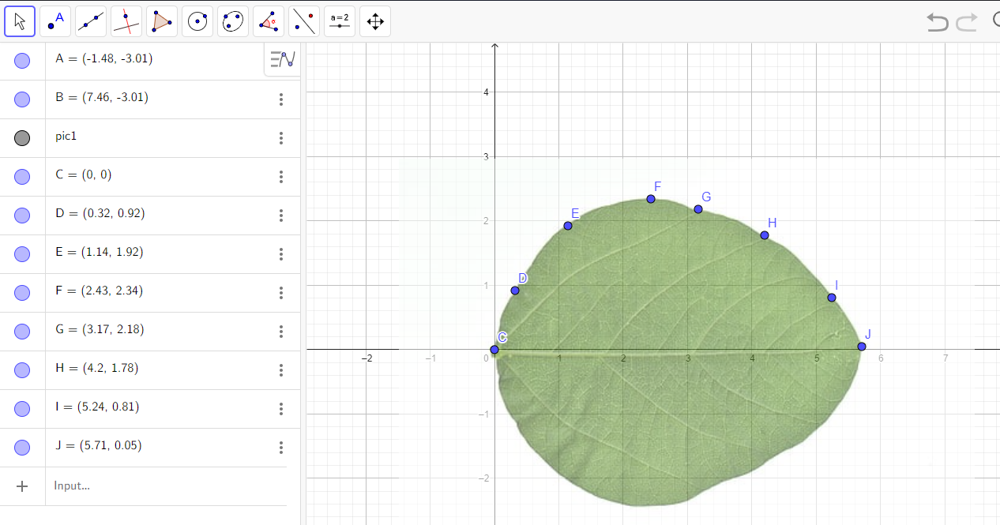 A
a=2
A = (-1.48, -3.01)
B = (7.46, -3.01)
pic1
C = (0, 0)
D = (0.32, 0.92)
E = (1.14, 1.92)
F = (2.43, 2.34)
G = (3.17, 2.18)
H = (4.2, 1.78)
I = (5.24, 0.81)
J = (5.71, 0.05)
Input...
4
3
F
G
E
2
H
D
1
I
C
J
–2
–1
0
1
2
3
4
5
6
7
–1
–2